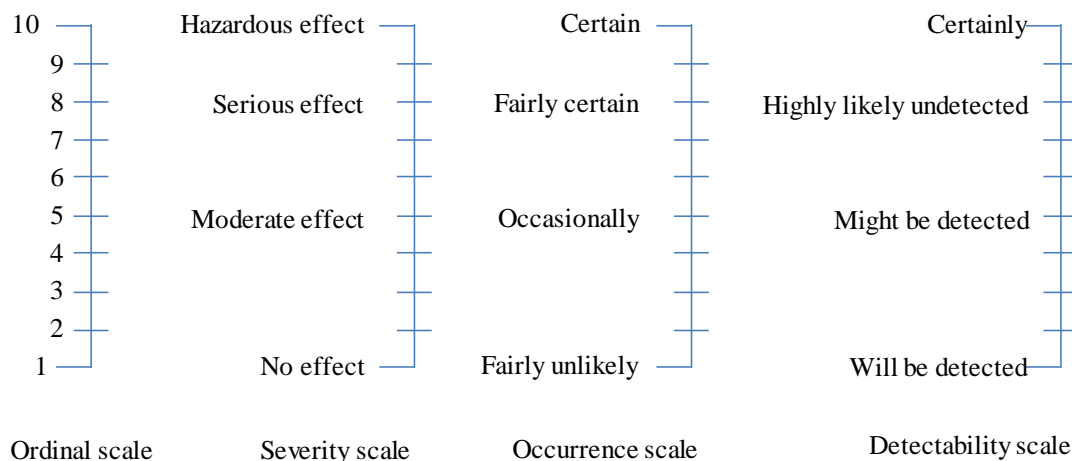 10 Hazardous effect Certain Certainly
9
8 Serious effect Fairly certain Highly likely undetected
7
6
5 Moderate effect Occasionally Might be detected
4
3
2
1 No effect Fairly unlikely Will be detected
Ordinal scale Severity scale Occurrence scale Detectability scale